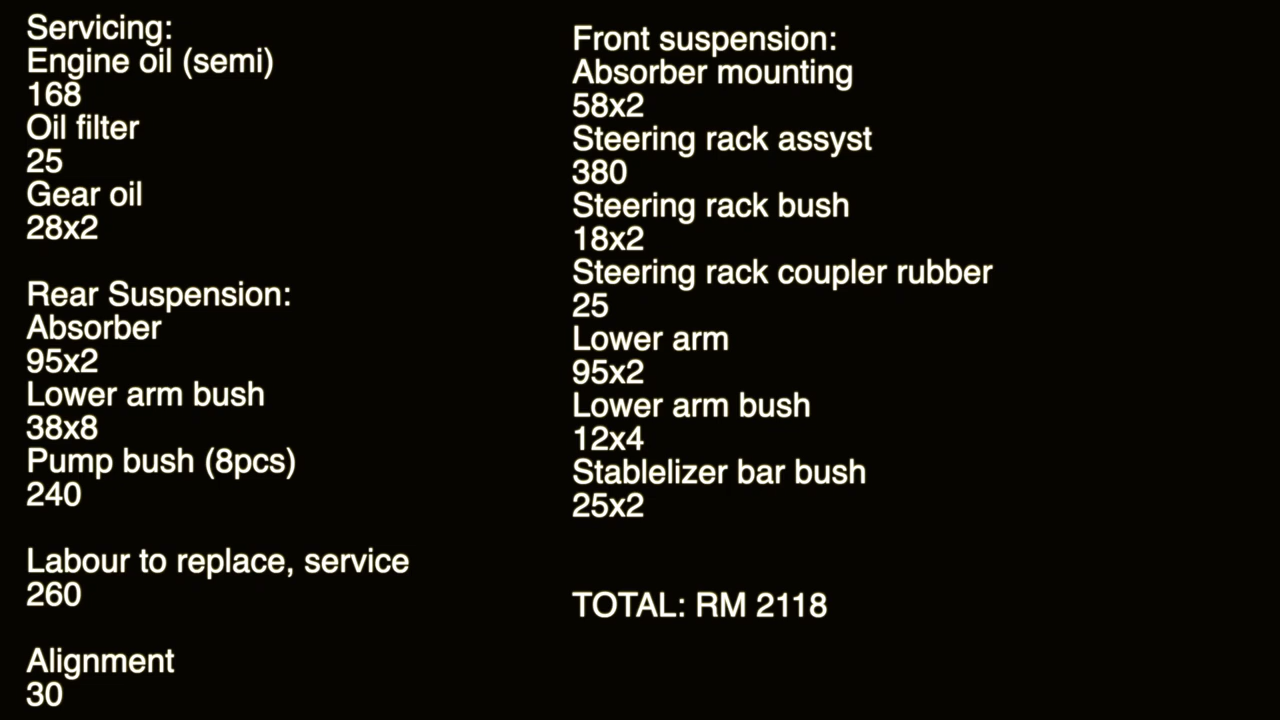 Servicing:
Engine oil (semi)
168
Oil filter
25
Gear oil
28x2
Rear Suspension:
Absorber
95x2
Lower arm bush
38x8
Pump bush (8pcs)
240
Labour to replace, service
260
Alignment
30
Front suspension:
Absorber mounting
58x2
Steering rack assyst
380
Steering rack bush
18x2
Steering rack coupler rubber
25
Lower arm
95x2
Lower arm bush
12x4
Stablelizer bar bush
25x2
TOTAL: RM 2118